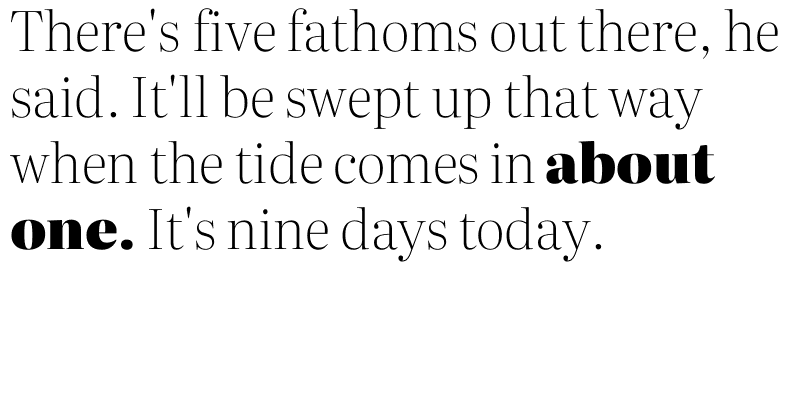 There's five fathoms out there, he
said. It'll be swept up that way
when the tide comes in about
one. It's nine days today.